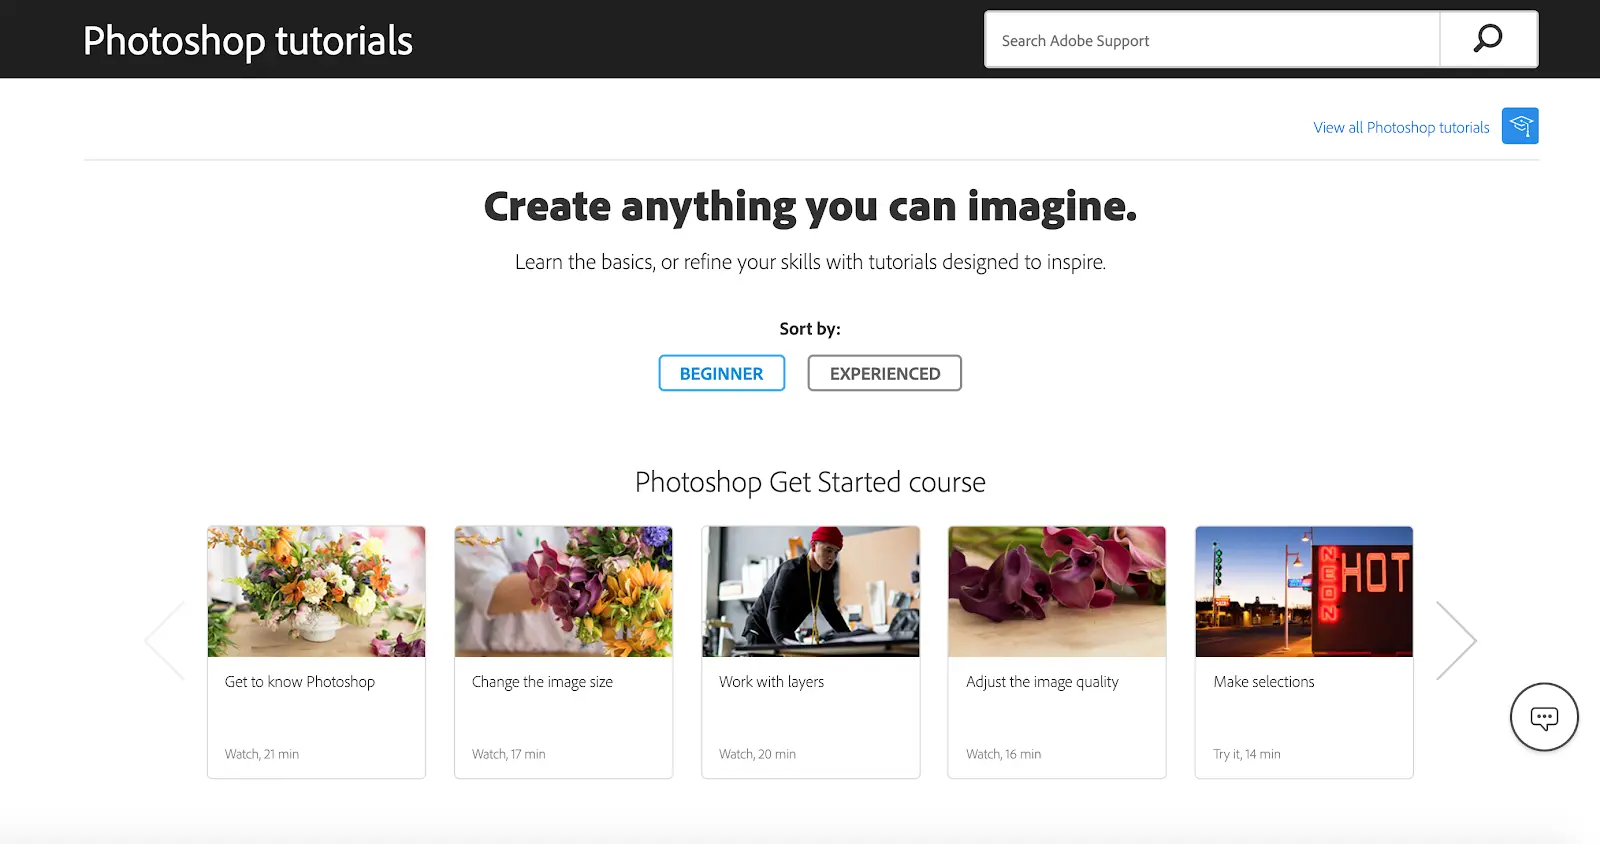 Photoshop tutorials
Search Adobe Support
View all Photoshop tutorials
Create anything you can imagine.
Learn the basics, or refine your skills with tutorials designed to inspire.
Sort by:
BEGINNER
EXPERIENCED
Photoshop Get Started course
NEON
HOT
Get to know Photoshop
Watch, 21 min
Change the image size
Watch, 17 min
Work with layers
Watch, 20 min
Adjust the image quality
Watch, 16 min
Make selections
Try it, 14 min